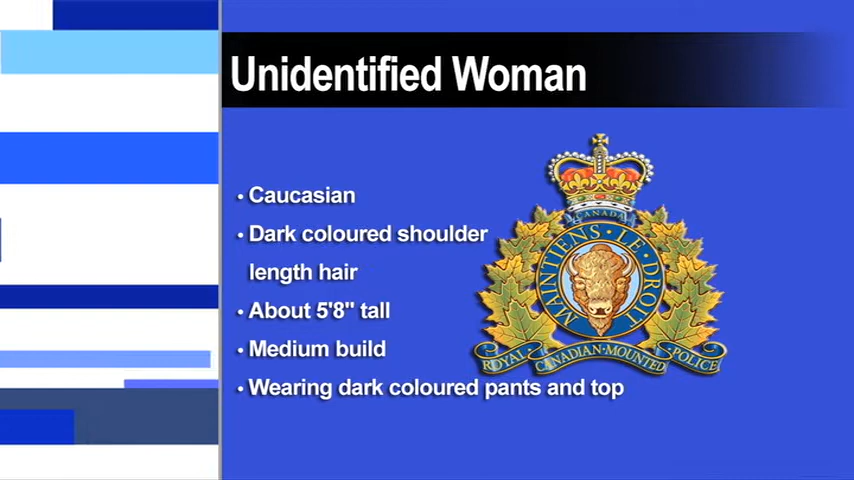 Unidentified Woman
• Caucasian
• Dark coloured shoulder
length hair
• About 5'8" tall
• Medium build
• Wearing dark coloured pants and top
CANADA
MAINTIENS LE DROIT
ROYAL CANADIAN MOUNTED POLICE